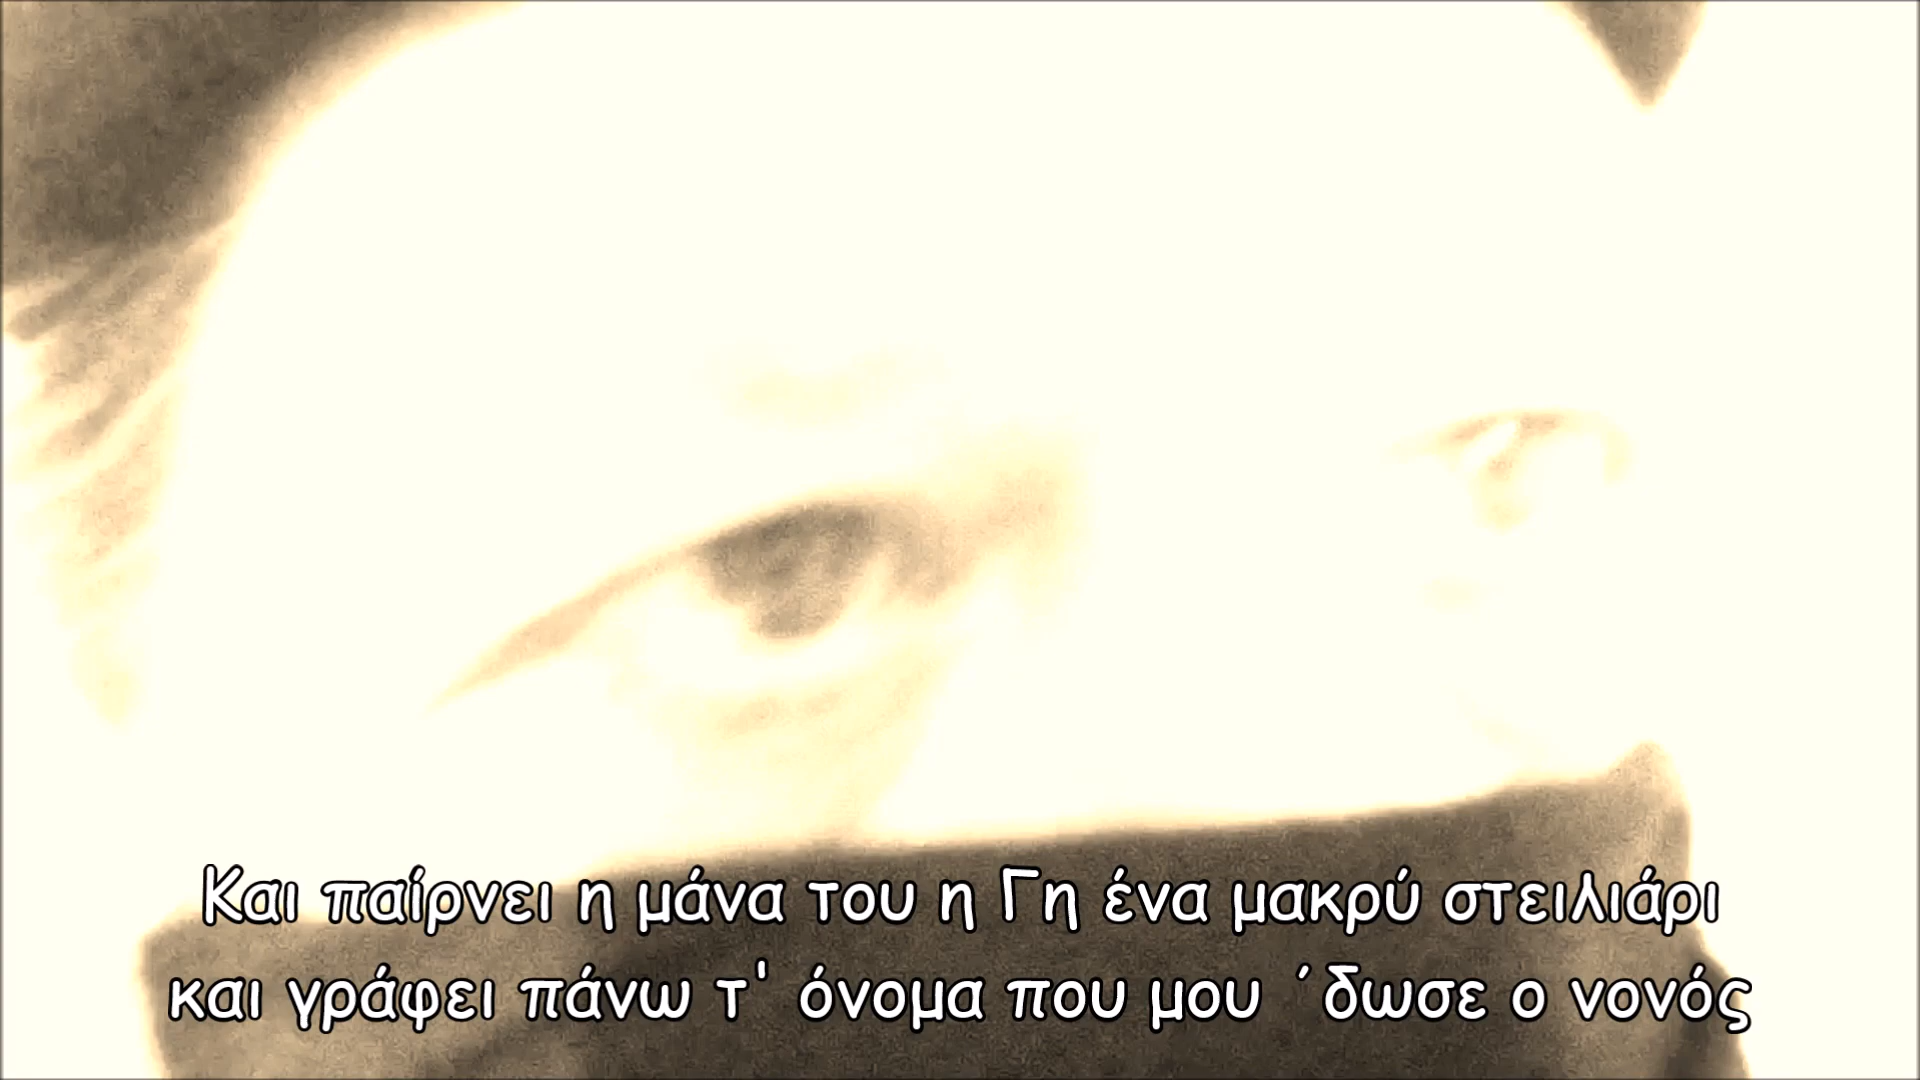 Και παίρνει η μάνα του η Γη ένα μακρύ στειλιάρι
και γράφει πάνω τ' όνομα που μου ΄δωσε ο νονός